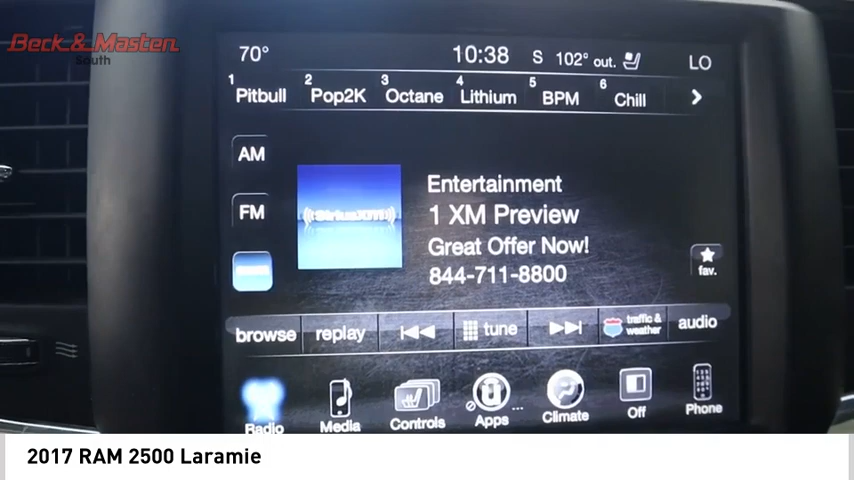 Beck & Masten
South
70° 10:38 S 102° out. LO
1 Pitbull 2 Pop2K 3 Octane 4 Lithium 5 BPM 6 Chill
AM
FM
SiriusXM
Entertainment
1 XM Preview
Great Offer Now!
844-711-8800
fav.
browse replay tune traffic & weather audio
Radio Media Controls Apps... Climate Off Phone
2017 RAM 2500 Laramie